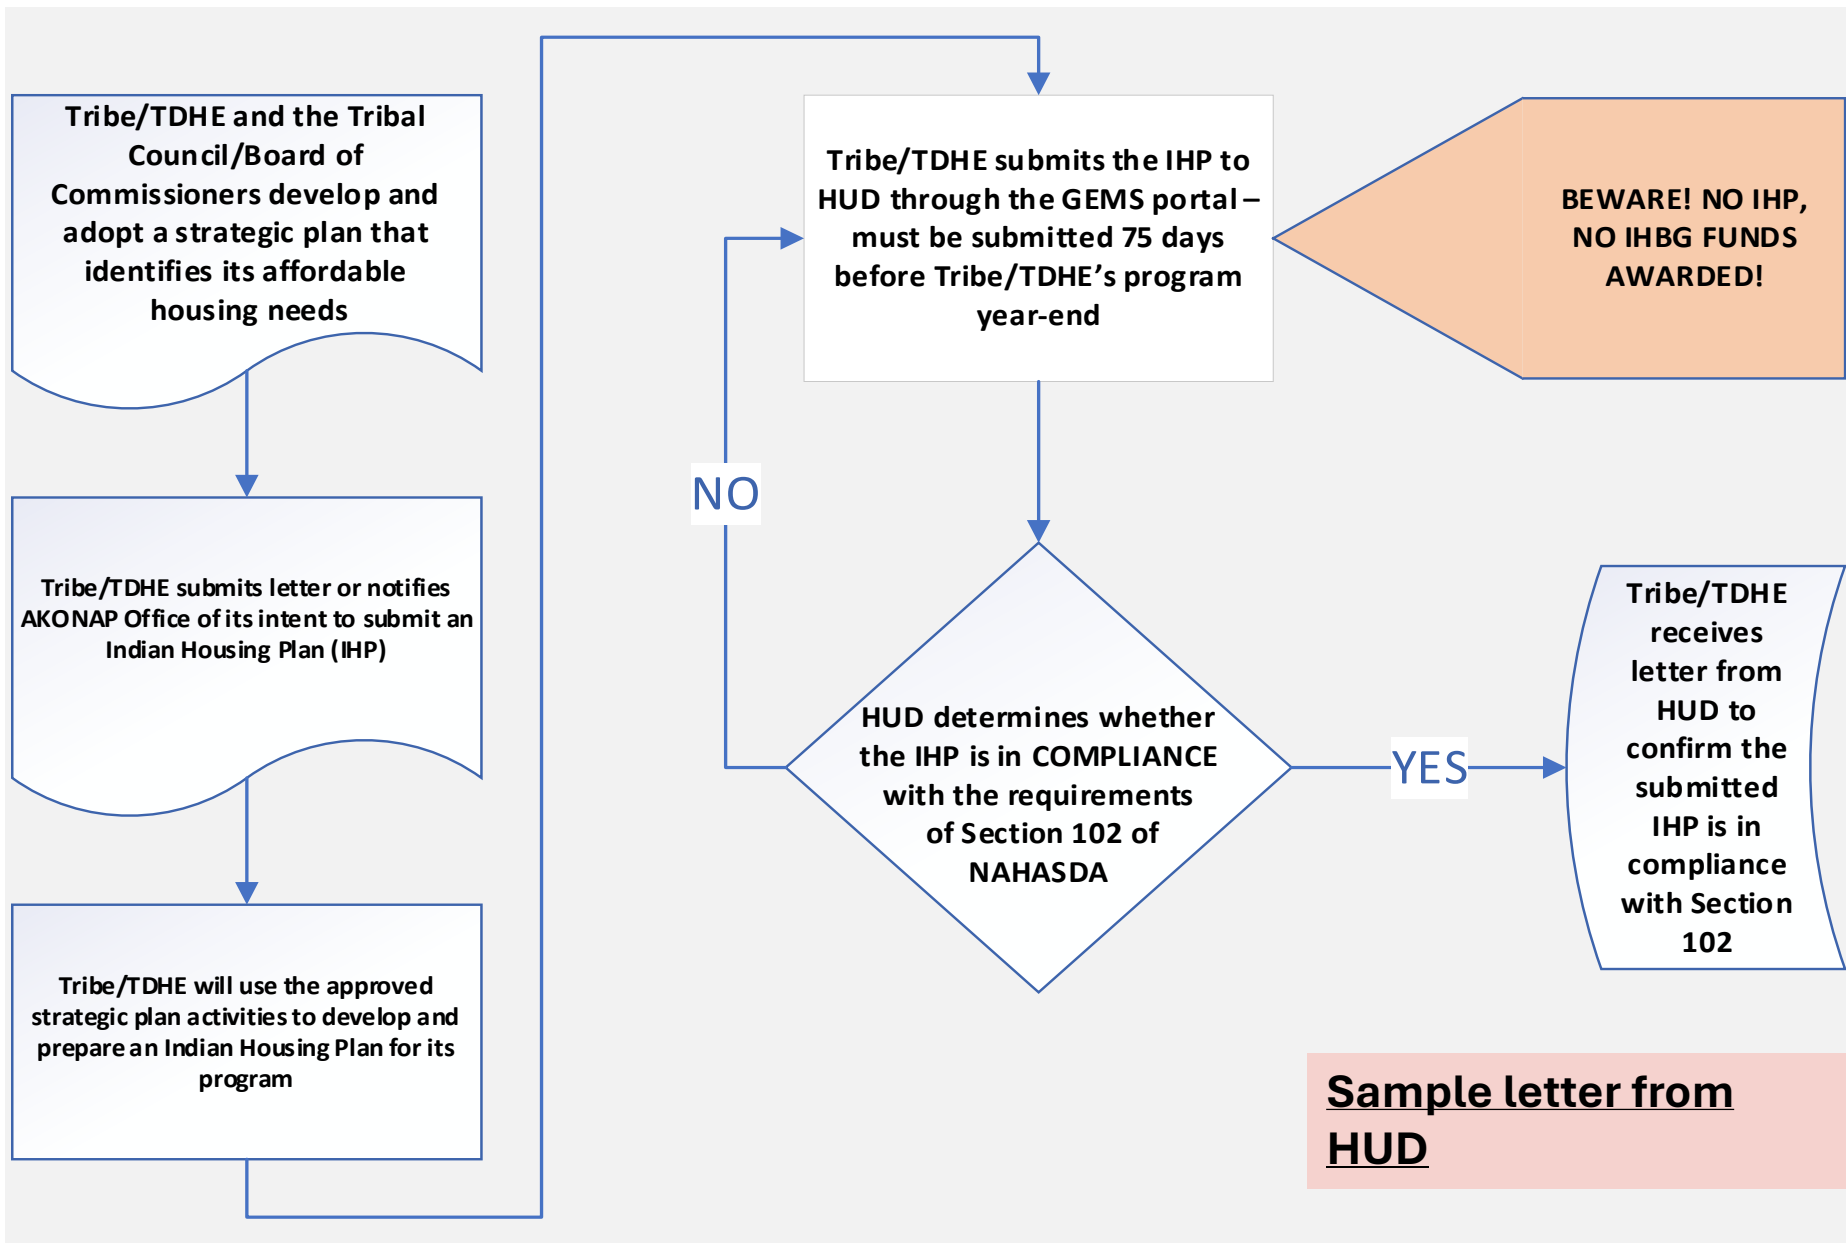 Tribe/TDHE and the Tribal
Council/Board of
Commissioners develop and
adopt a strategic plan that
identifies its affordable
housing needs
Tribe/TDHE submits letter or notifies
AKONAP Office of its intent to submit an
Indian Housing Plan (IHP)
Tribe/TDHE will use the approved
strategic plan activities to develop and
prepare an Indian Housing Plan for its
program
Tribe/TDHE submits the IHP to
HUD through the GEMS portal –
must be submitted 75 days
before Tribe/TDHE’s program
year-end
BEWARE! NO IHP,
NO IHBG FUNDS
AWARDED!
NO
HUD determines whether
the IHP is in COMPLIANCE
with the requirements
of Section 102 of
NAHASDA
YES
Tribe/TDHE
receives
letter from
HUD to
confirm the
submitted
IHP is in
compliance
with Section
102
Sample letter from
HUD